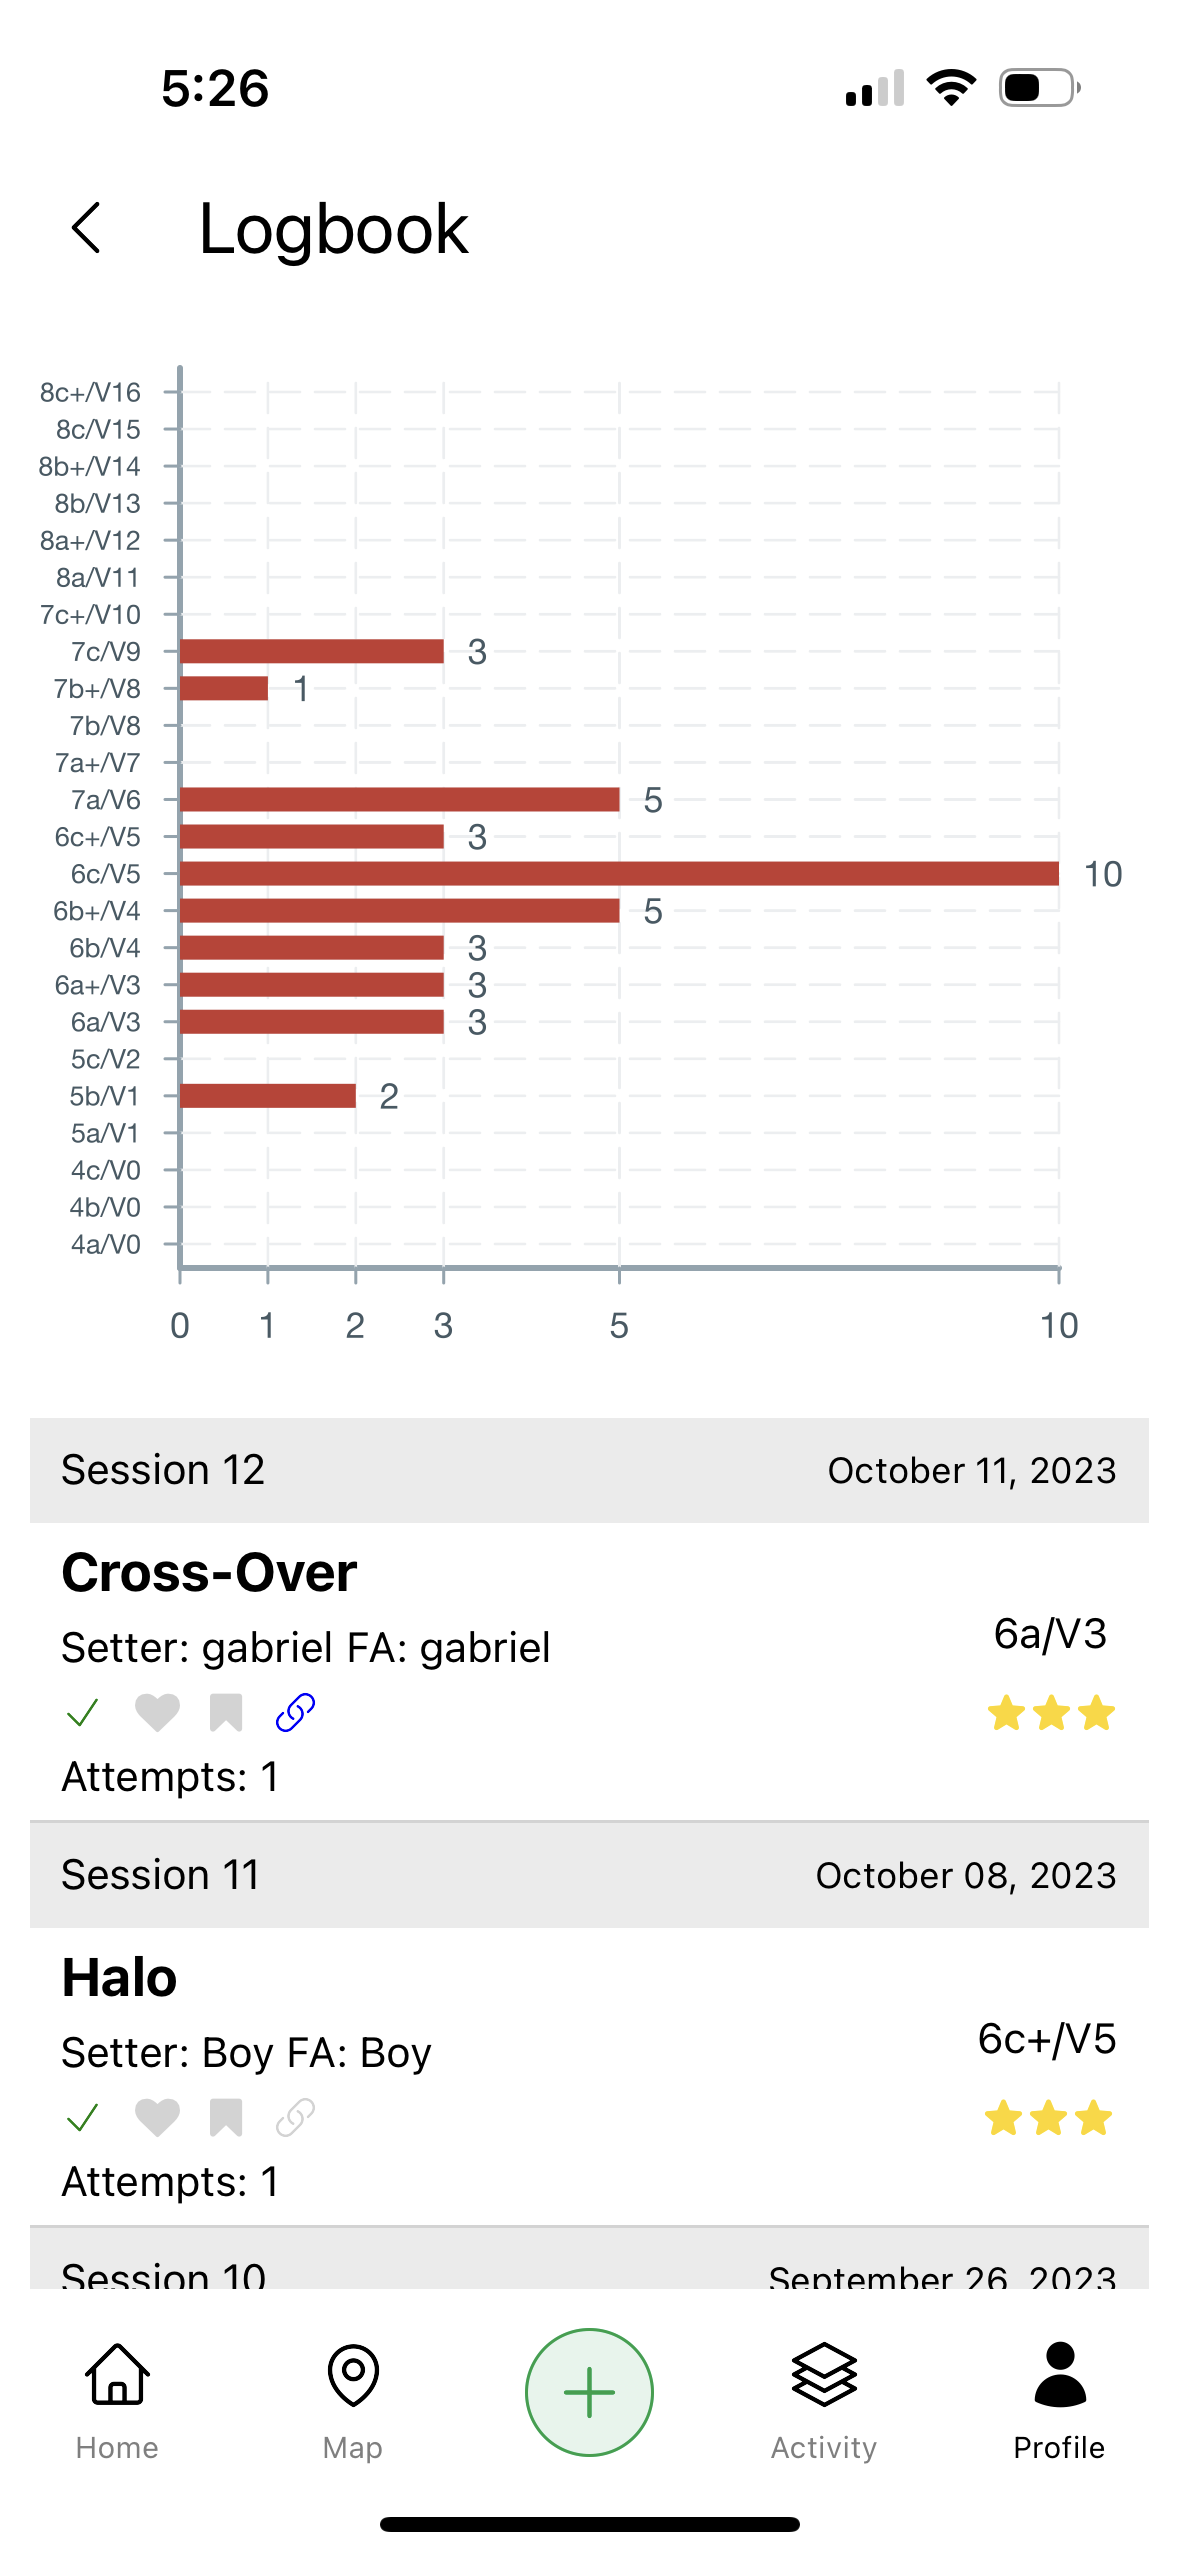 5:26
Logbook
8c+/V16
8c/V15
8b+/V14
8b/V13
8a+/V12
8a/V11
7c+/V10
7c/V9 3
7b+/V8 1
7b/V8
7a+/V7
7a/V6 5
6c+/V5 3
6c/V5 10
6b+/V4 5
6b/V4 3
6a+/V3 3
6a/V3 3
5c/V2
5b/V1 2
5a/V1
4c/V0
4b/V0
4a/V0
0 1 2 3 5 10
Session 12 October 11, 2023
Cross-Over
Setter: gabriel FA: gabriel
6a/V3
Attempts: 1
Session 11 October 08, 2023
Halo
Setter: Boy FA: Boy
6c+/V5
Attempts: 1
Session 10 September 26, 2023
Home Map Activity Profile